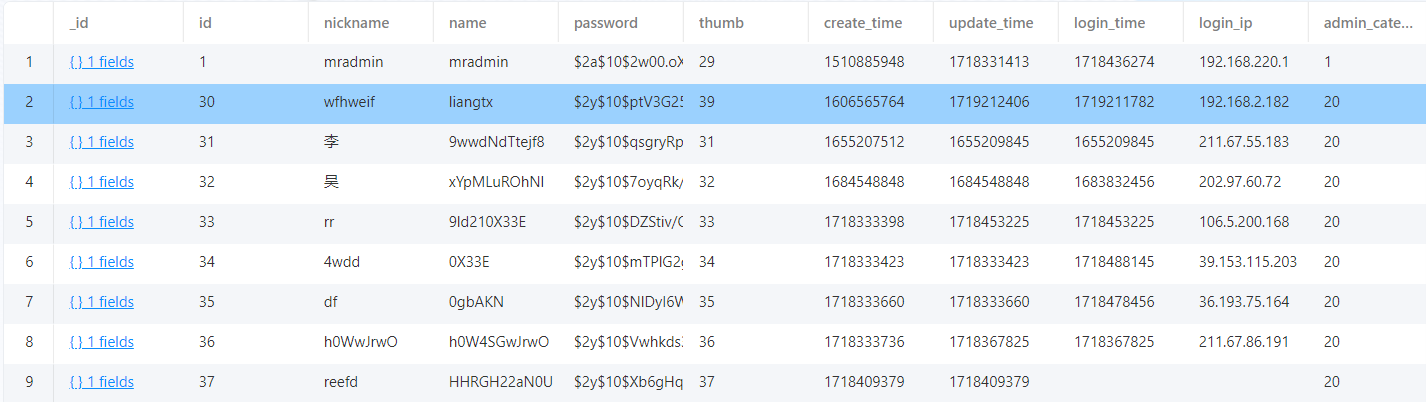 _id id nickname name password thumb create_time update_time login_time login_ip admin_cate...
1 { } 1 fields 1 mradmin mradmin $2a$10$2w00.oX 29 1510885948 1718331413 1718436274 192.168.220.1 1
2 { } 1 fields 30 wfhweif liangtx $2y$10$ptV3G25 39 1606565764 1719212406 1719211782 192.168.2.182 20
3 { } 1 fields 31 李 9wwdNdTtejf8 $2y$10$qsgryRp 31 1655207512 1655209845 1655209845 211.67.55.183 20
4 { } 1 fields 32 昊 xYpMLuROhNI $2y$10$7oyqRk/ 32 1684548848 1684548848 1683832456 202.97.60.72 20
5 { } 1 fields 33 rr 9Id210X33E $2y$10$DZStiv/C 33 1718333398 1718453225 1718453225 106.5.200.168 20
6 { } 1 fields 34 4wdd 0X33E $2y$10$mTPIG2g 34 1718333423 1718333423 1718488145 39.153.115.203 20
7 { } 1 fields 35 df 0gbAKN $2y$10$NIDyI6W 35 1718333660 1718333660 1718478456 36.193.75.164 20
8 { } 1 fields 36 h0WwJrwO h0W4SGwJrwO $2y$10$Vwhkds 36 1718333736 1718367825 1718367825 211.67.86.191 20
9 { } 1 fields 37 reefd HHRGH22aN0U $2y$10$Xb6gHq 37 1718409379 1718409379 20